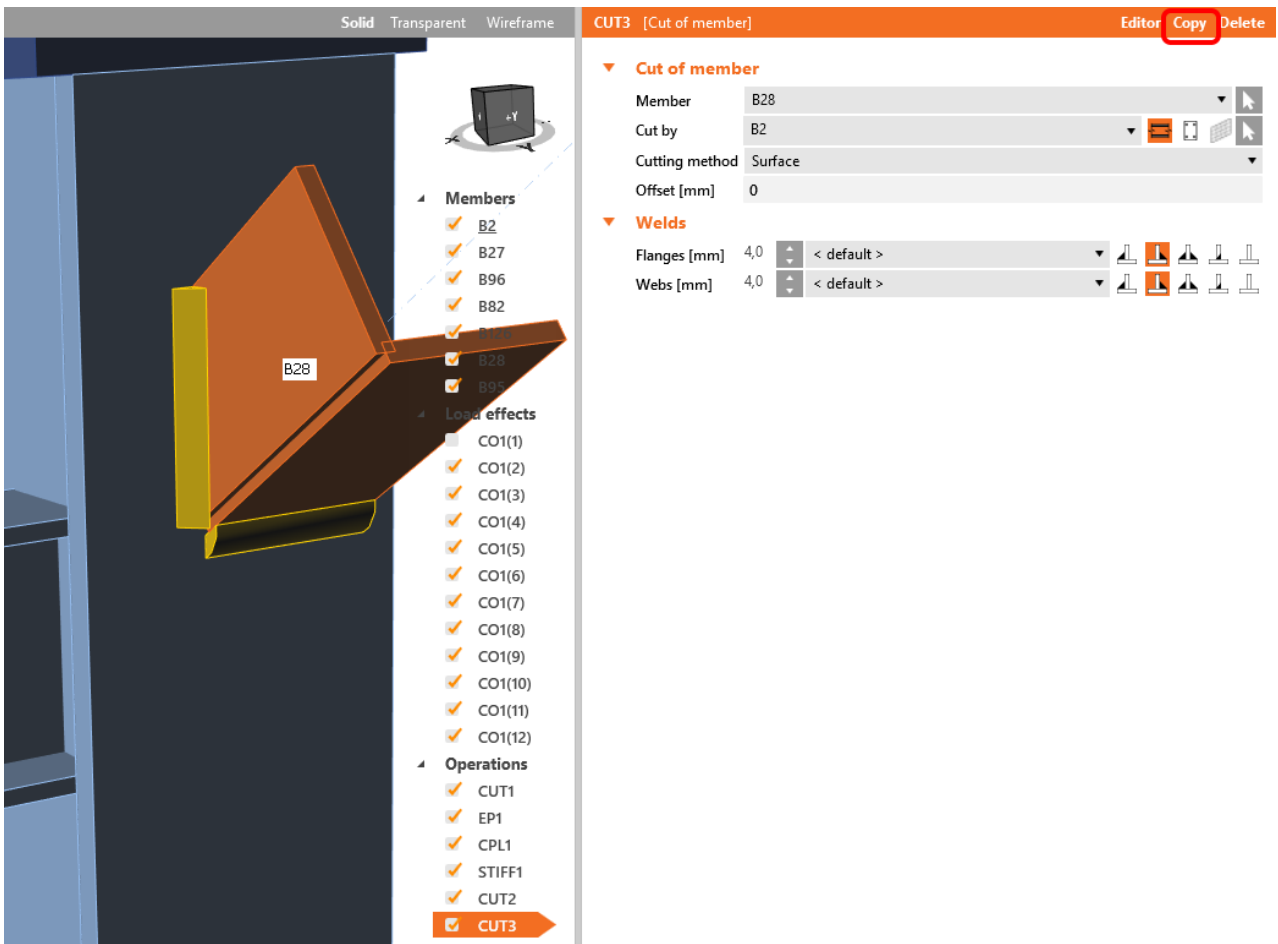 Solid Transparent Wireframe
CUT3 [Cut of member] Editor Copy Delete
+Y
B28
Members
B2
B27
B96
B82
B28
B95
Load effects
CO1(1)
CO1(2)
CO1(3)
CO1(4)
CO1(5)
CO1(6)
CO1(7)
CO1(8)
CO1(9)
CO1(10)
CO1(11)
CO1(12)
Operations
CUT1
EP1
CPL1
STIFF1
CUT2
CUT3
Cut of member
Member B28
Cut by B2
Cutting method Surface
Offset [mm] 0
Welds
Flanges [mm] 4,0 < default >
Webs [mm] 4,0 < default >